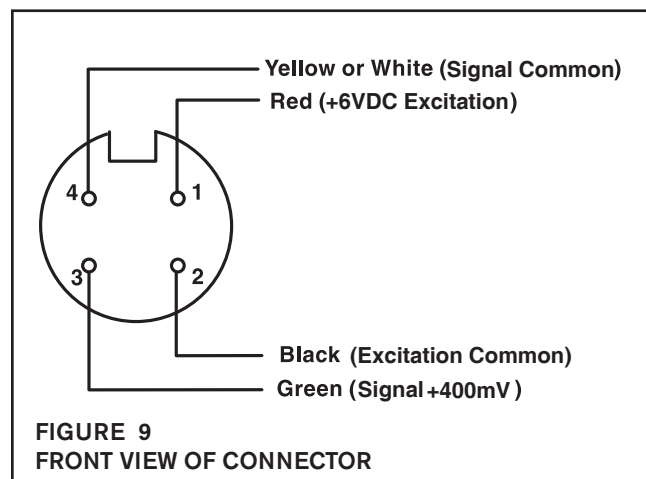 Yellow or White (Signal Common)
Red (+6VDC Excitation)
4
1
3
2
Black (Excitation Common)
Green (Signal +400mV)
FIGURE 9
FRONT VIEW OF CONNECTOR